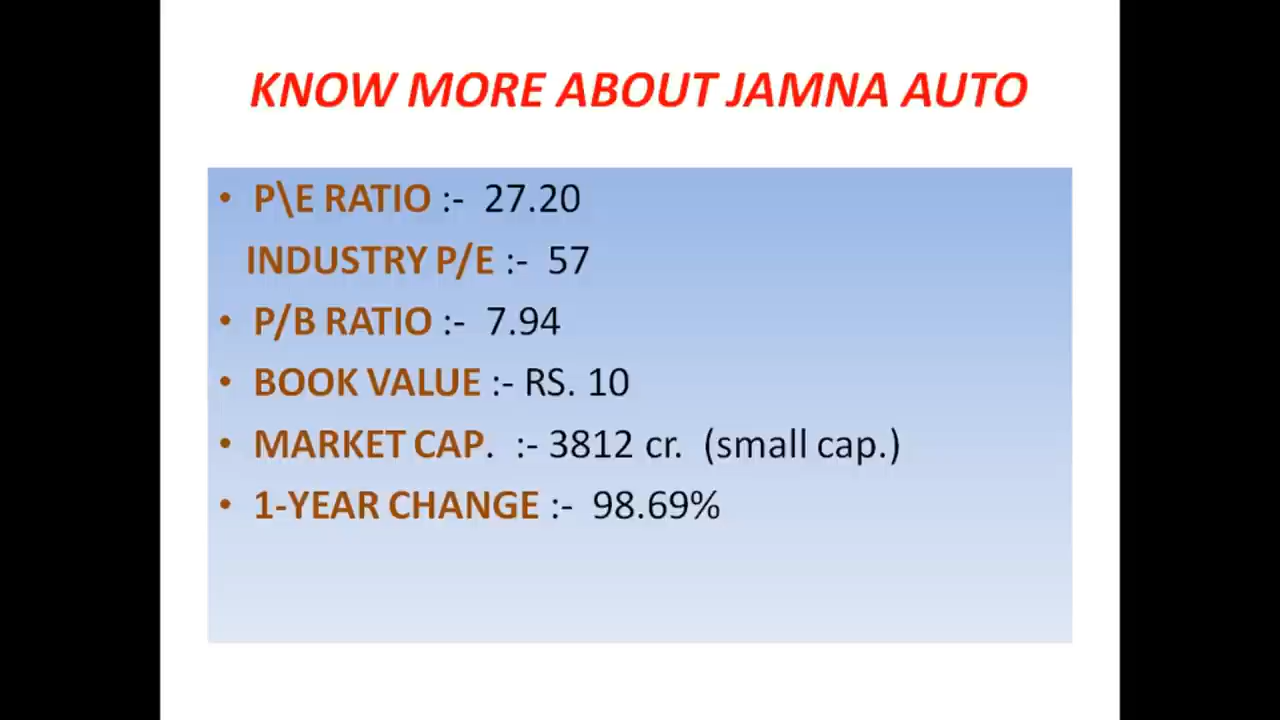 KNOW MORE ABOUT JAMNA AUTO
• P\E RATIO :- 27.20
INDUSTRY P/E :- 57
• P/B RATIO :- 7.94
• BOOK VALUE :- RS. 10
• MARKET CAP. :- 3812 cr. (small cap.)
• 1-YEAR CHANGE :- 98.69%